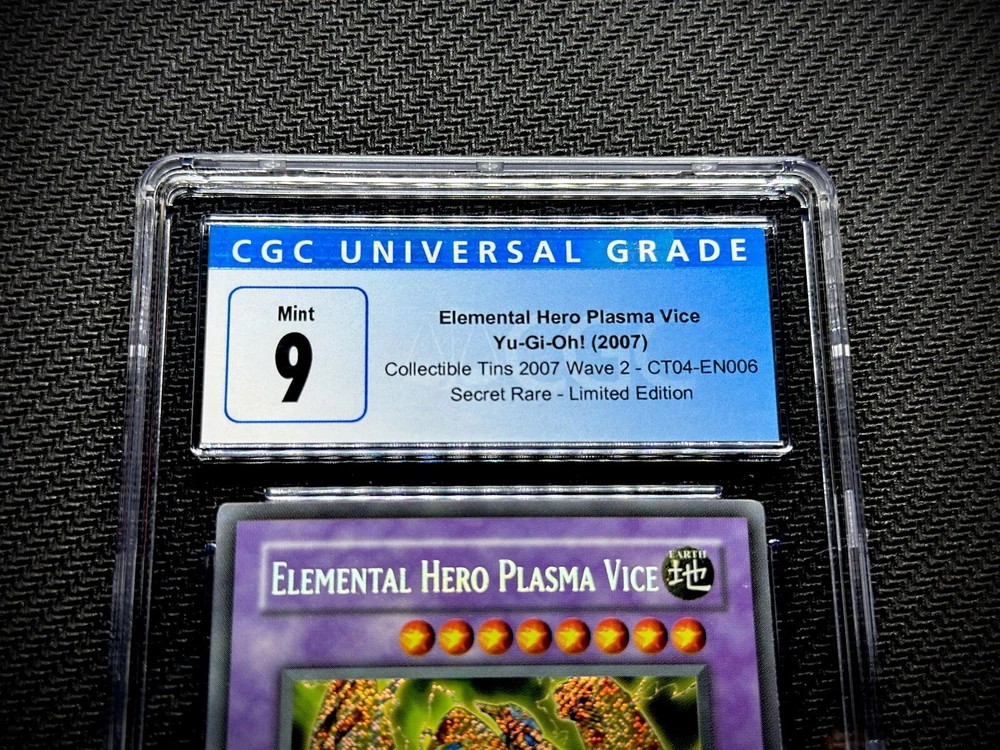 CGC UNIVERSAL GRADE
Mint
9
Elemental Hero Plasma Vice
Yu-Gi-Oh! (2007)
Collectible Tins 2007 Wave 2 - CT04-EN006
Secret Rare - Limited Edition
ELEMENTAL HERO PLASMA VICE
EARTH
地